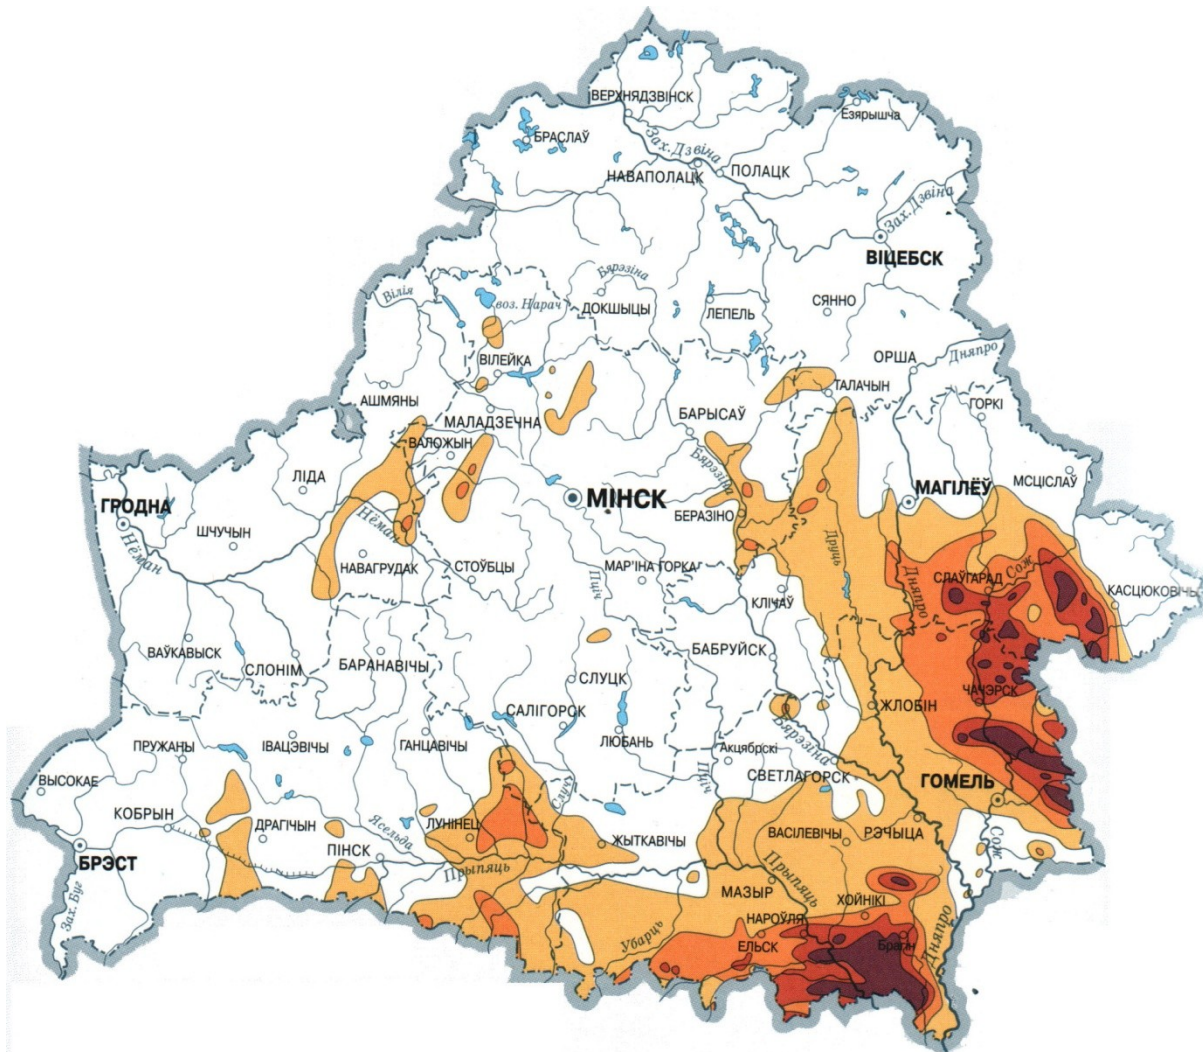 ВЕРХНЯДЗВІНСК
Езярышча
БРАСЛАЎ
Зах. Дзвіна
НАВАПОЛАЦК
ПОЛАЦК
Зах. Дзвіна
ВІЦЕБСК
Бярэзіна
Вілія
воз. Нарач
ДОКШЫЦЫ
ЛЕПЕЛЬ
СЯННО
ВІЛЕЙКА
ОРША
Дняпро
АШМЯНЫ
ТАЛАЧЫН
ГОРКІ
МАЛАДЗЕЧНА
БАРЫСАЎ
ВАЛОЖЫН
Бярэзіна
ЛІДА
МСЦІСЛАЎ
ГРОДНА
МІНСК
МАГІЛЁЎ
Нёман
БЕРАЗІНО
ШЧУЧЫН
Нёман
Друць
НАВАГРУДАК
СТОЎБЦЫ
Пціч
МАР'ІНА ГОРКА
Дняпро
СЛАЎГАРАД
Сож
КЛІЧАЎ
КАСЦЮКОВІЧЫ
ВАЎКАВЫСК
СЛОНІМ
БАРАНАВІЧЫ
БАБРУЙСК
СЛУЦК
ЧАЧЭРСК
САЛІГОРСК
ЖЛОБІН
ПРУЖАНЫ
ІВАЦЭВІЧЫ
ГАНЦАВІЧЫ
ЛЮБАНЬ
Акцябрскі
Бярэзіна
ВЫСОКАЕ
Случ
Пціч
СВЕТЛАГОРСК
ГОМЕЛЬ
КОБРЫН
ДРАГІЧЫН
Ясельда
ЛУНІНЕЦ
ВАСІЛЕВІЧЫ
РЭЧЫЦА
ПІНСК
ЖЫТКАВІЧЫ
Сож
БРЭСТ
Прыпяць
Зах. Буг
МАЗЫР
Прыпяць
ХОЙНІКІ
НАРОЎЛЯ
Убарць
ЕЛЬСК
Брагін
Дняпро